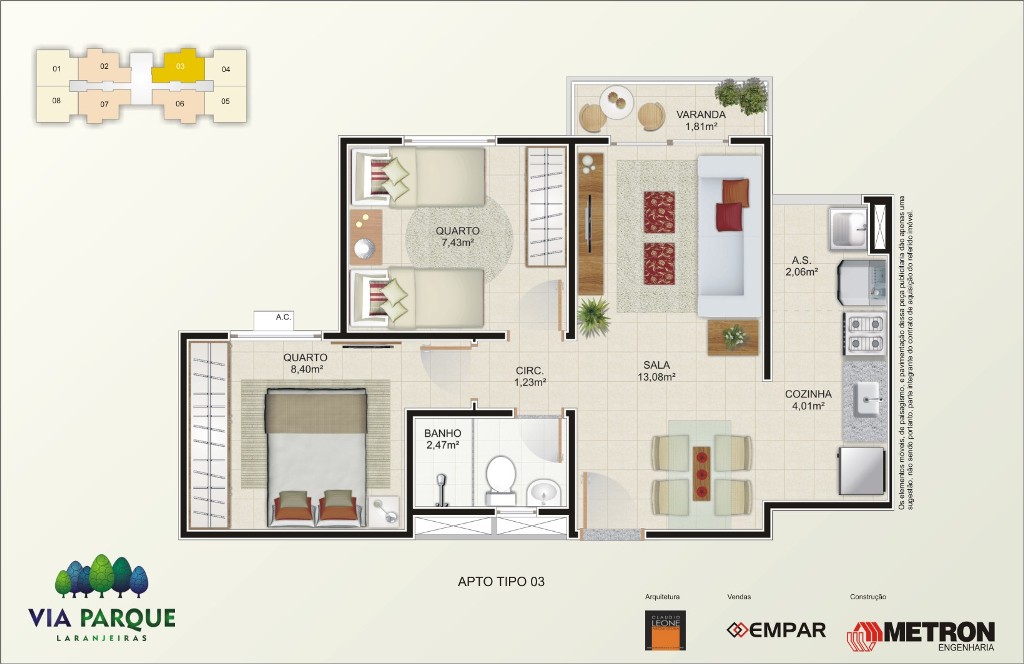 01
02
03
04
08
07
06
05
VARANDA
1,81m²
QUARTO
7,43m²
A.S.
2,06m²
A.C.
QUARTO
8,40m²
CIRC.
1,23m²
SALA
13,08m²
COZINHA
4,01m²
BANHO
2,47m²
Os elementos móveis, de paisagismo, e pavimentação dessa peça publicitaria dão apenas uma
sugestão, não sendo portanto, parte integrante do contrato de aquisição do referido imóvel.
APTO TIPO 03
VIA PARQUE
LARANJEIRAS
Arquitetura
CLAUDIO
LEONE
Vendas
EMPAR
Construção
METRON
ENGENHARIA